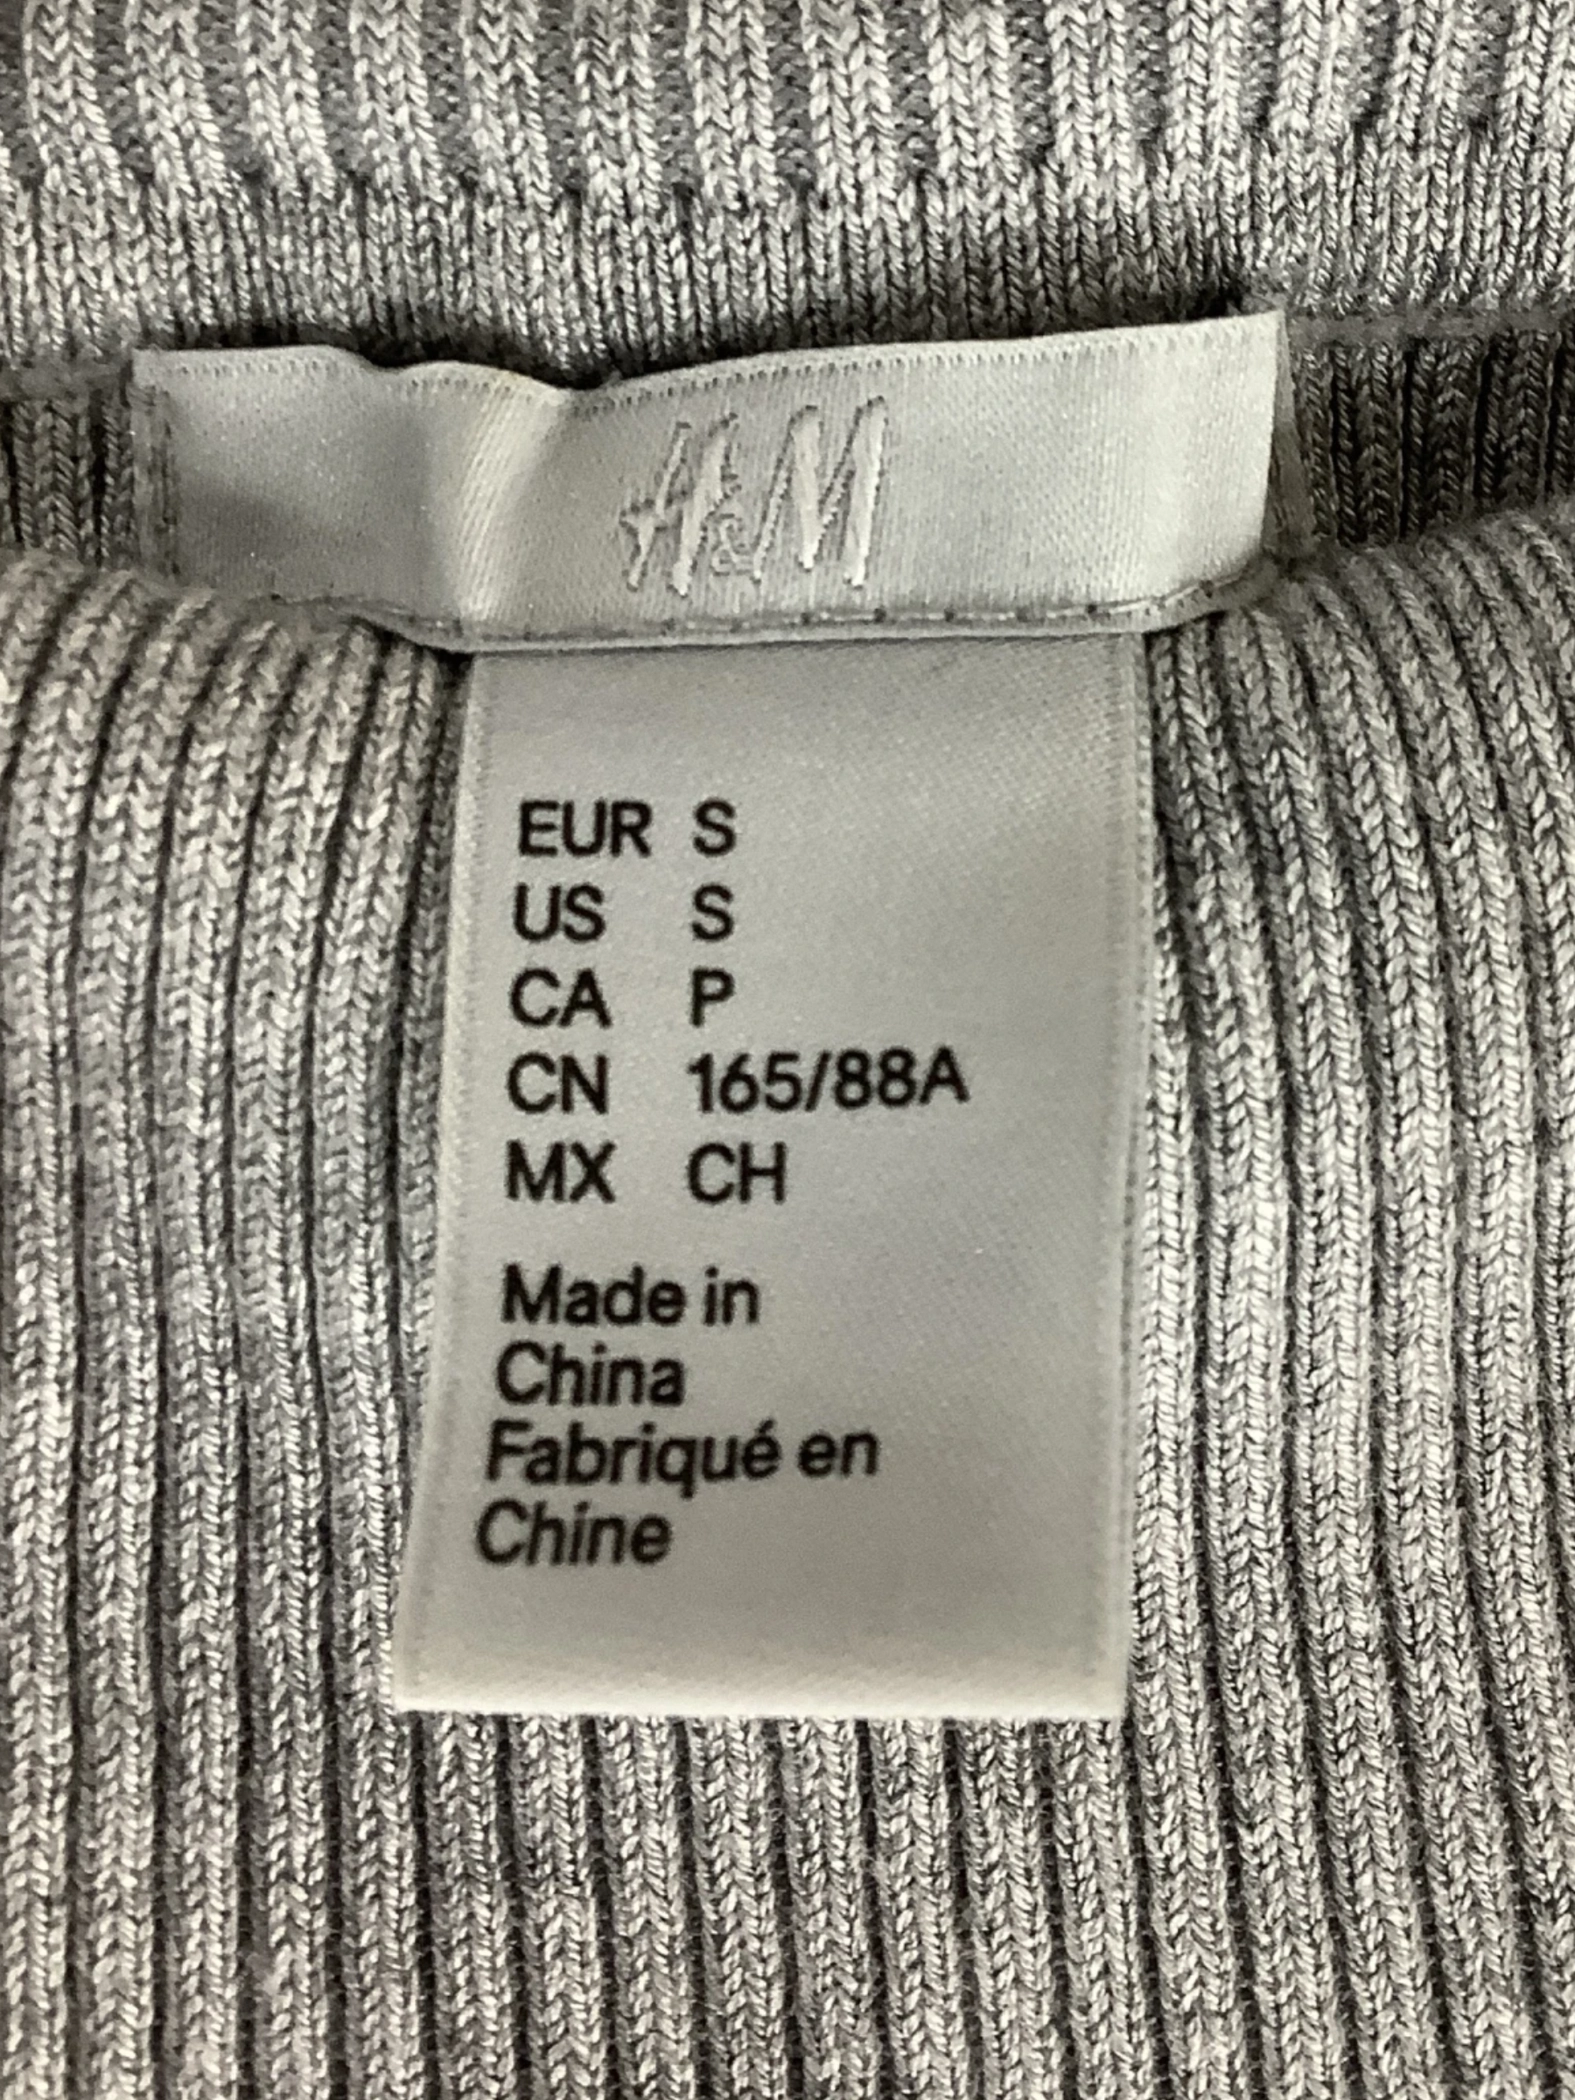 H&M
EUR S
US S
CA P
CN 165/88A
MX CH
Made in
China
Fabriqué en
Chine